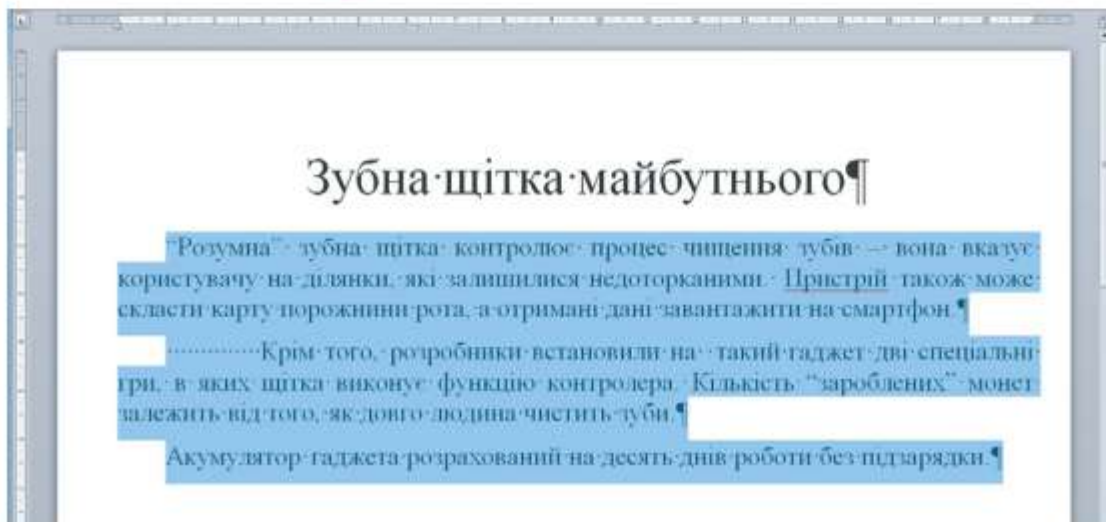 Зубна щітка майбутнього¶
“Розумна” зубна щітка контролює процес чищення зубів – вона вказує
користувачу на ділянки, які залишилися недоторканими. Пристрій також може
скласти карту порожнини рота, а отримані дані завантажити на смартфон.¶
Крім того, розробники встановили на такий гаджет дві спеціальні
гри, в яких щітка виконує функцію контролера. Кількість “зароблених” монет
залежить від того, як довго людина чистить зуби.¶
Акумулятор гаджета розрахований на десять днів роботи без підзарядки.¶